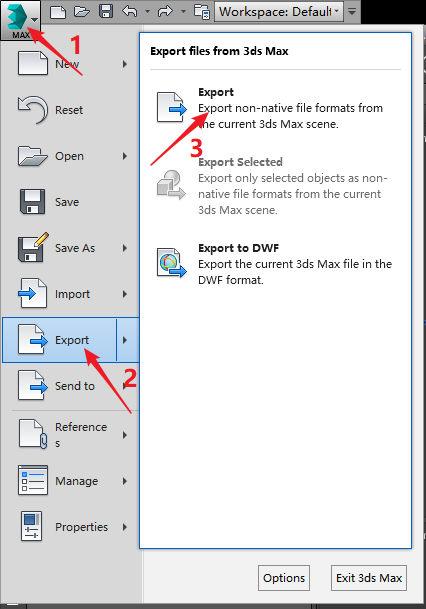 Workspace: Default
MAX
1
New
Reset
Open
Save
Save As
Import
Export
2
Send to
Reference
s
Manage
Properties
Export files from 3ds Max
Export
Export non-native file formats from
the current 3ds Max scene.
3
Export Selected
Export only selected objects as non-
native file formats from the current
3ds Max scene.
Export to DWF
Export the current 3ds Max file in the
DWF format.
Options
Exit 3ds Max